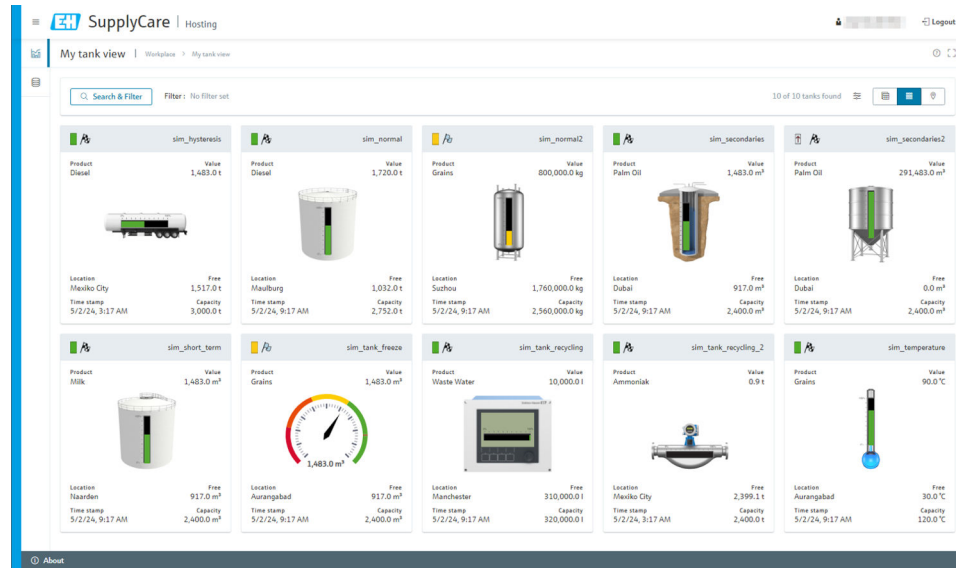 EH SupplyCare | Hosting
Logout
My tank view | Workplace > My tank view
Search & Filter Filter : No filter set 10 of 10 tanks found
sim_hysteresis
Product Value
Diesel 1,483.0 t
Location Free
Mexiko City 1,517.0 t
Time stamp Capacity
5/2/24, 3:17 AM 3,000.0 t
sim_normal
Product Value
Diesel 1,720.0 t
Location Free
Maulburg 1,032.0 t
Time stamp Capacity
5/2/24, 9:17 AM 2,752.0 t
sim_normal2
Product Value
Grains 800,000.0 kg
Location Free
Suzhou 1,760,000.0 kg
Time stamp Capacity
5/2/24, 9:17 AM 2,560,000.0 kg
sim_secondaries
Product Value
Palm Oil 1,483.0 m³
Location Free
Dubai 917.0 m³
Time stamp Capacity
5/2/24, 9:17 AM 2,400.0 m³
sim_secondaries2
Product Value
Palm Oil 291,483.0 m³
Location Free
Dubai 0.0 m³
Time stamp Capacity
5/2/24, 9:17 AM 2,400.0 m³
sim_short_term
Product Value
Milk 1,483.0 m³
Location Free
Naarden 917.0 m³
Time stamp Capacity
5/2/24, 9:17 AM 2,400.0 m³
sim_tank_freeze
Product Value
Grains 1,483.0 m³
1,483.0 m³
Location Free
Aurangabad 917.0 m³
Time stamp Capacity
5/2/24, 9:17 AM 2,400.0 m³
sim_tank_recycling
Product Value
Waste Water 10,000.0 l
Location Free
Manchester 310,000.0 l
Time stamp Capacity
5/2/24, 9:17 AM 320,000.0 l
sim_tank_recycling_2
Product Value
Ammoniak 0.9 t
Location Free
Mexiko City 2,399.1 t
Time stamp Capacity
5/2/24, 3:17 AM 2,400.0 t
sim_temperature
Product Value
Grains 90.0 °C
Location Free
Aurangabad 30.0 °C
Time stamp Capacity
5/2/24, 9:17 AM 120.0 °C
About